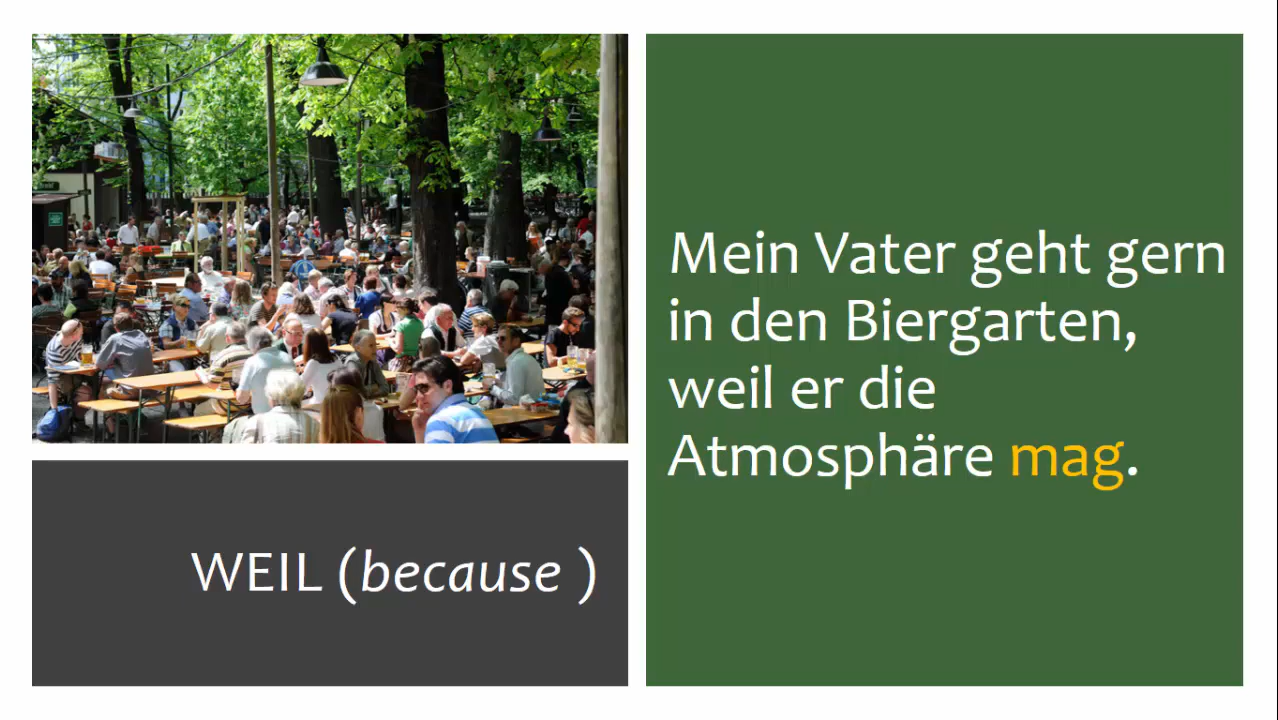 Mein Vater geht gern
in den Biergarten,
weil er die
Atmosphäre mag.
WEIL (because )